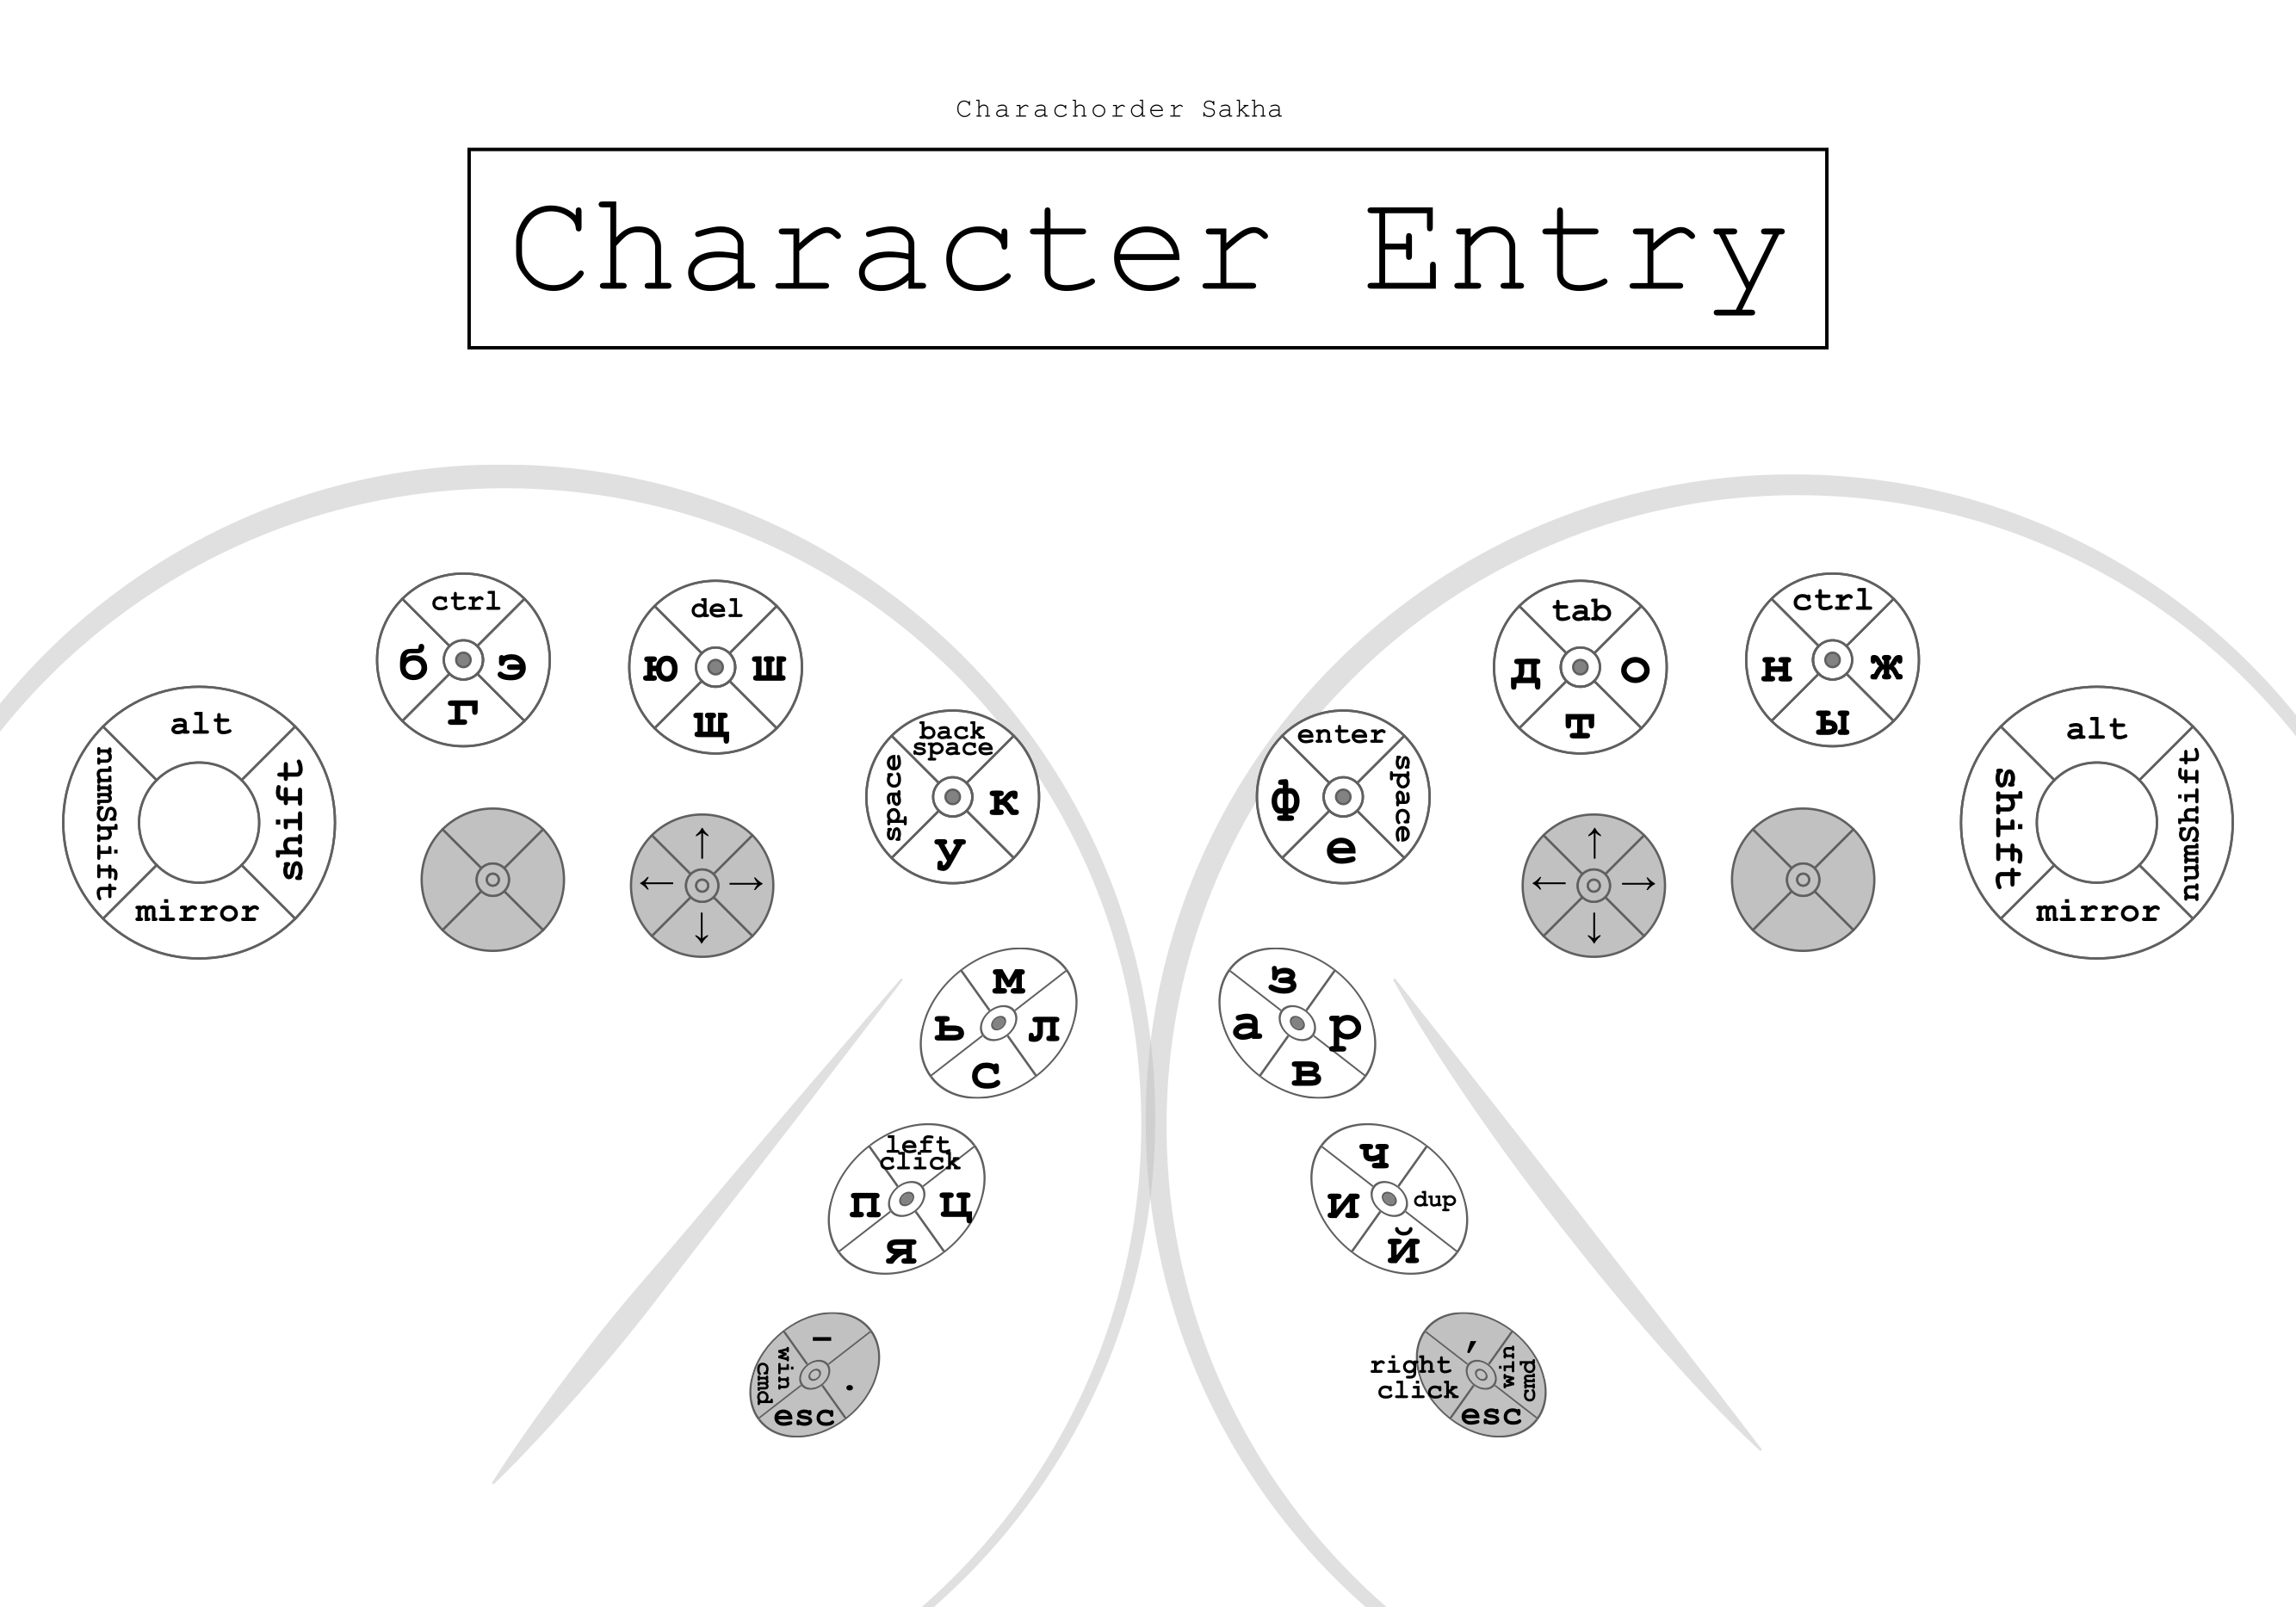 Charachorder Sakha
Character Entry
alt
numShift
shift
mirror
ctrl
б
э
г
del
ю
ш
щ
back
space
space
к
у
↑
←
→
↓
м
ь
л
с
left
click
п
ц
я
–
win
cmd
.
esc
enter
ф
space
е
tab
д
о
т
ctrl
н
ж
ы
alt
shift
numShift
mirror
↑
←
→
↓
з
а
р
в
ч
и
dup
й
,
right
click
win
cmd
esc